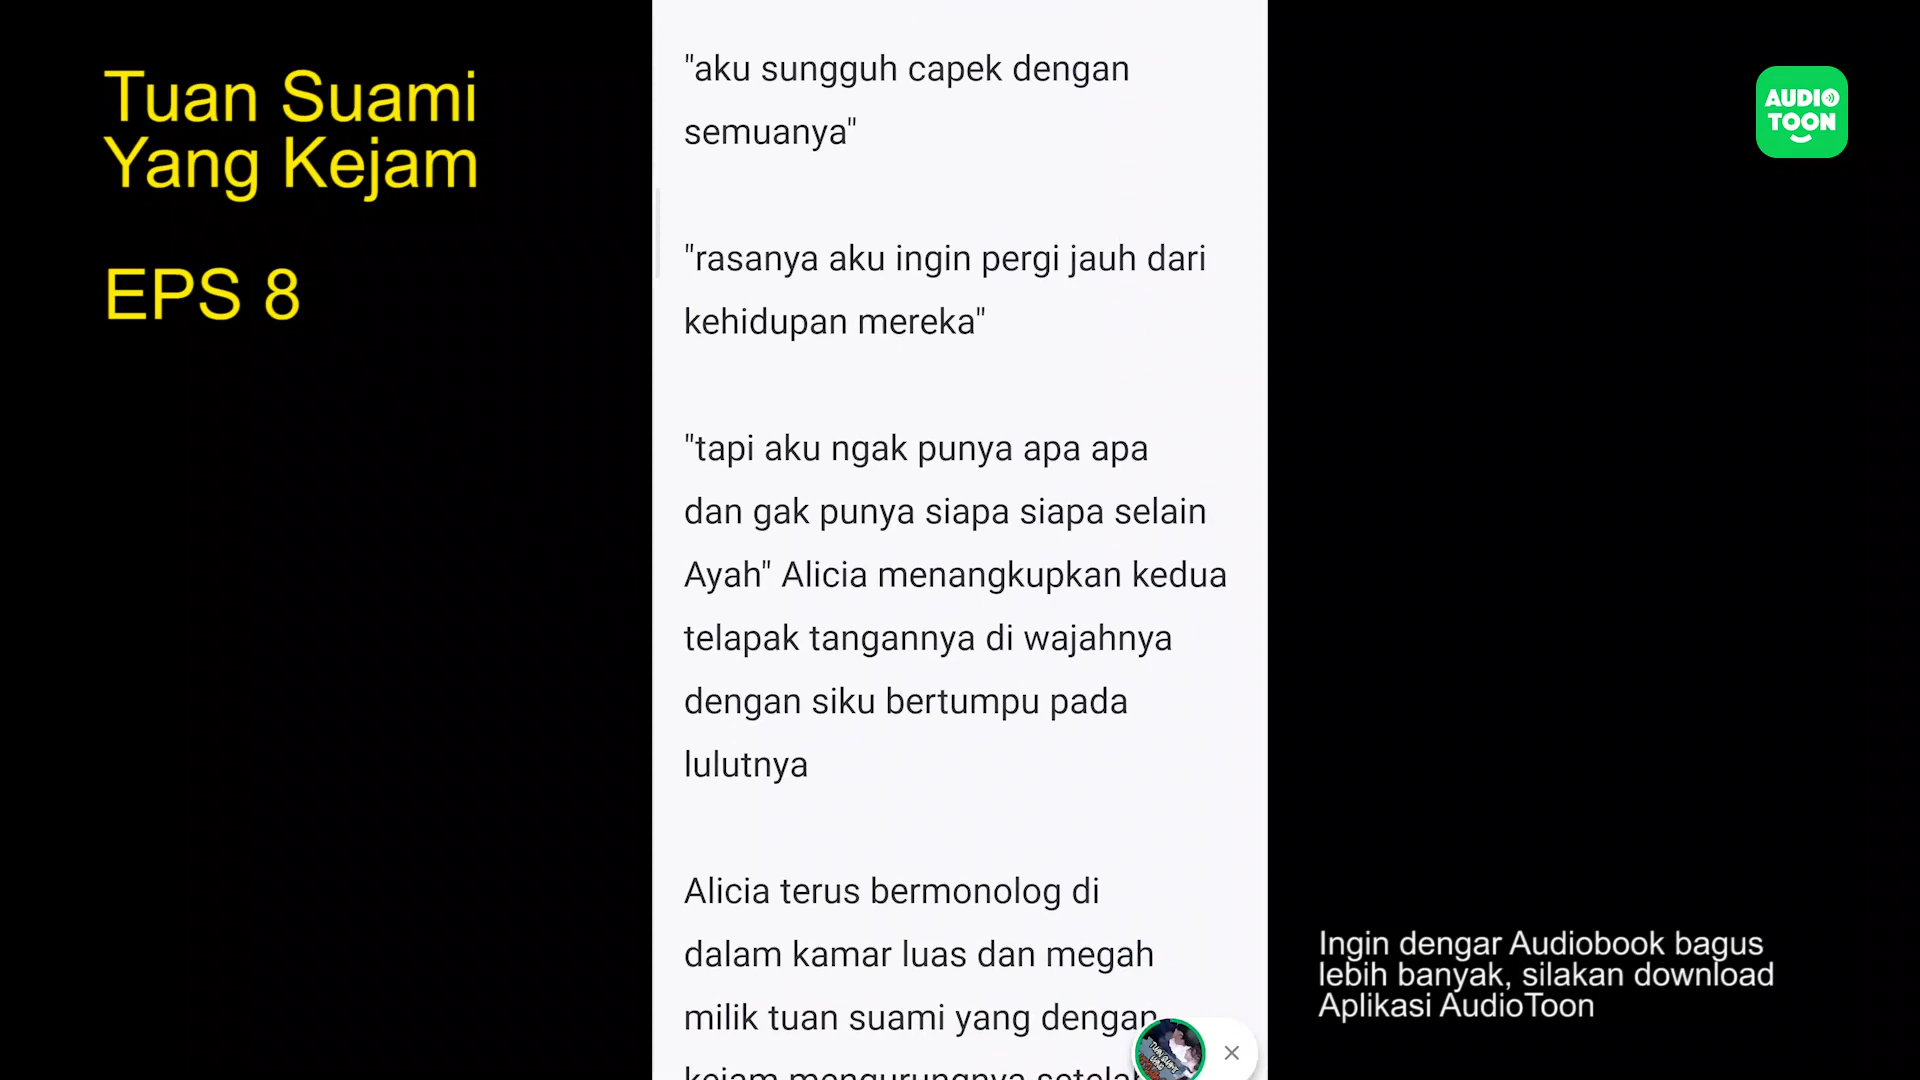 Tuan Suami
Yang Kejam
EPS 8
"aku sungguh capek dengan
semuanya"
"rasanya aku ingin pergi jauh dari
kehidupan mereka"
"tapi aku ngak punya apa apa
dan gak punya siapa siapa selain
Ayah" Alicia menangkupkan kedua
telapak tangannya di wajahnya
dengan siku bertumpu pada
lulutnya
Alicia terus bermonolog di
dalam kamar luas dan megah
milik tuan suami yang dengan
kejam mengurungnya
AUDIO
TOON
Ingin dengar Audiobook bagus
lebih banyak, silakan download
Aplikasi AudioToon